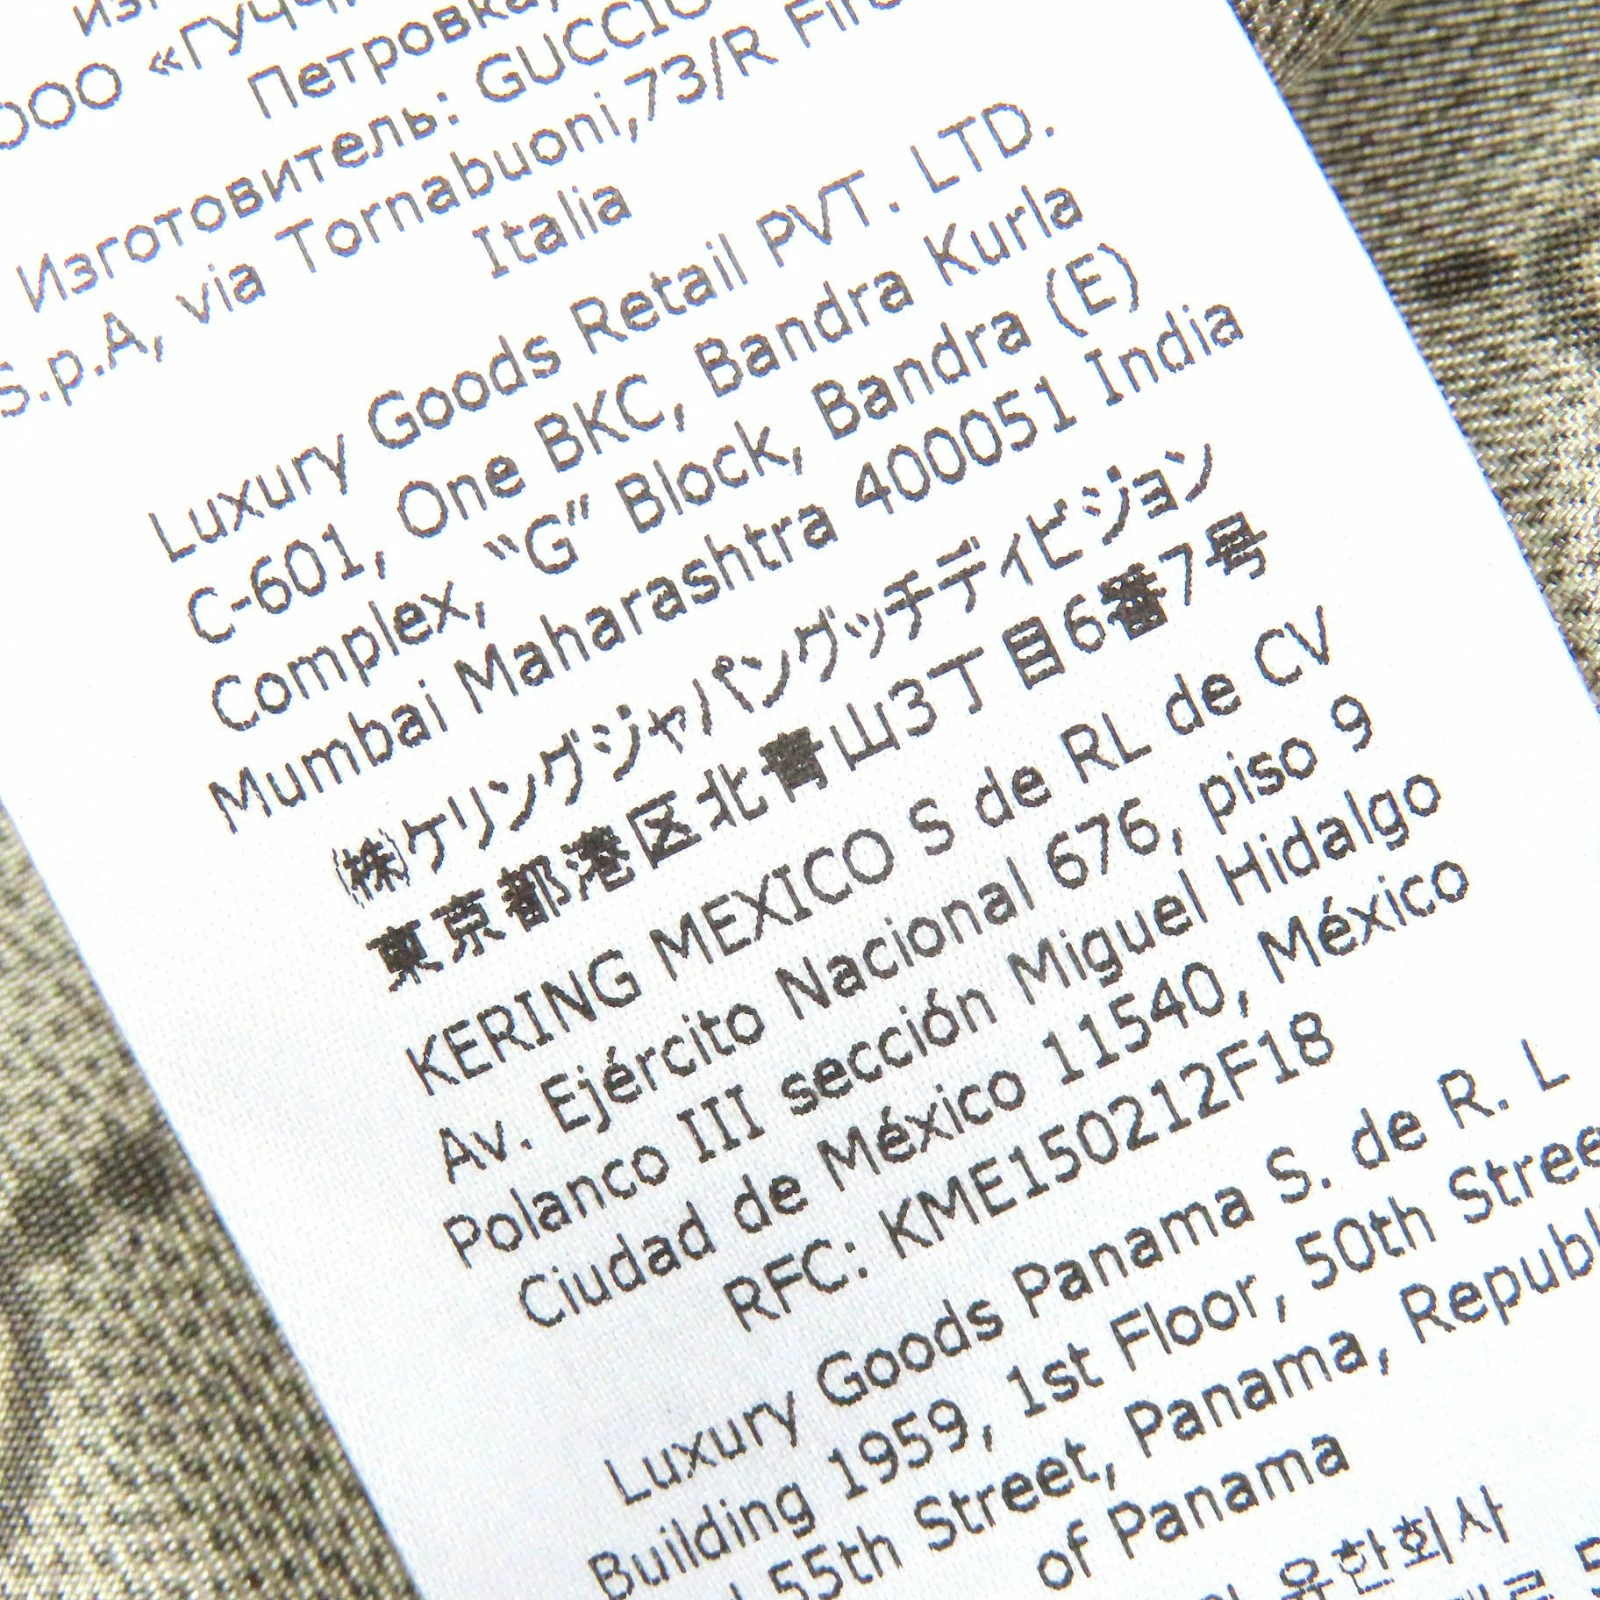 ООО «ГУЧЧИ
Петровка,
Изготовитель: GUCCIO
S.p.A, via Tornabuoni,73/R
Italia
Luxury Goods Retail PVT. LTD.
C-601, One BKC, Bandra Kurla
Complex, “G” Block, Bandra (E)
Mumbai Maharashtra 400051 India
㈱ケリングジャパングッチディビジョン
東京都港区北青山3丁目6番7号
KERING MEXICO S de RL de CV
Av. Ejército Nacional 676, piso 9
Polanco III sección Miguel Hidalgo
Ciudad de México 11540, México
RFC: KME150212F18
Luxury Goods Panama S. de R. L
Building 1959, 1st Floor, 50th Stree
55th Street, Panama, Republi
of Panama
유한회사